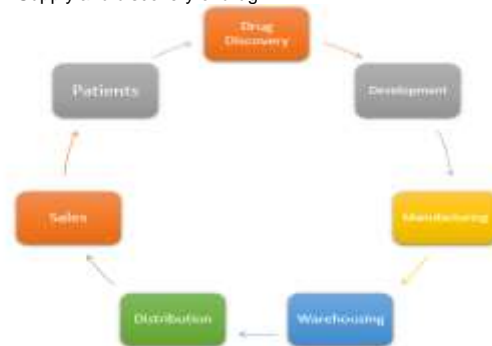 Drug
Discovery
Development
Manufacturing
Warehousing
Distribution
Sales
Patients